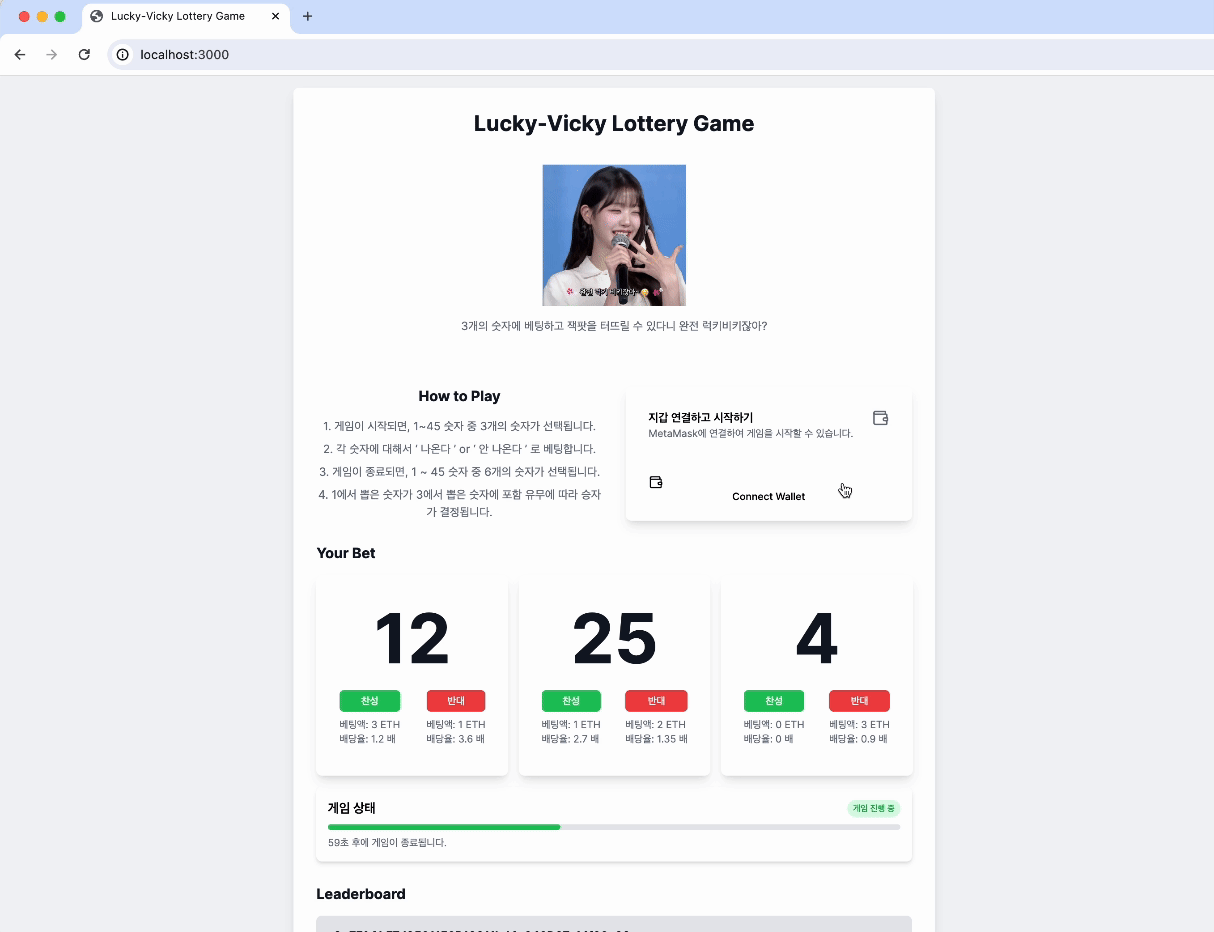 Lucky-Vicky Lottery Game
localhost:3000
Lucky-Vicky Lottery Game
3개의 숫자에 베팅하고 잭팟을 터뜨릴 수 있다니 완전 럭키비키잖아?
How to Play
1. 게임이 시작되면, 1~45 숫자 중 3개의 숫자가 선택됩니다.
2. 각 숫자에 대해서 ‘ 나온다 ’ or ‘ 안 나온다 ‘ 로 베팅합니다.
3. 게임이 종료되면, 1 ~ 45 숫자 중 6개의 숫자가 선택됩니다.
4. 1에서 뽑은 숫자가 3에서 뽑은 숫자에 포함 유무에 따라 승자
가 결정됩니다.
지갑 연결하고 시작하기
MetaMask에 연결하여 게임을 시작할 수 있습니다.
Connect Wallet
Your Bet
12 25 4
찬성 반대 찬성 반대 찬성 반대
베팅액: 3 ETH 베팅액: 1 ETH 베팅액: 1 ETH 베팅액: 2 ETH 베팅액: 0 ETH 베팅액: 3 ETH
배당율: 1.2 배 배당율: 3.6 배 배당율: 2.7 배 배당율: 1.35 배 배당율: 0 배 배당율: 0.9 배
게임 상태 게임 진행 중
59초 후에 게임이 종료됩니다.
Leaderboard